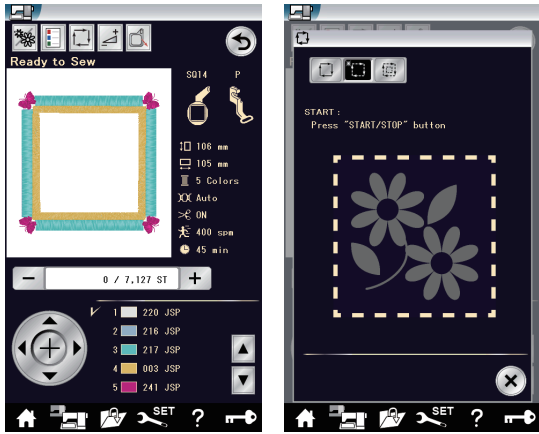 Ready to Sew
SQ14 P
106 mm
105 mm
5 Colors
Auto
ON
400 spm
45 min
0 / 7,127 ST
1 220 JSP
2 216 JSP
3 217 JSP
4 003 JSP
5 241 JSP
SET
?
START :
Press "START/STOP" button
SET
?